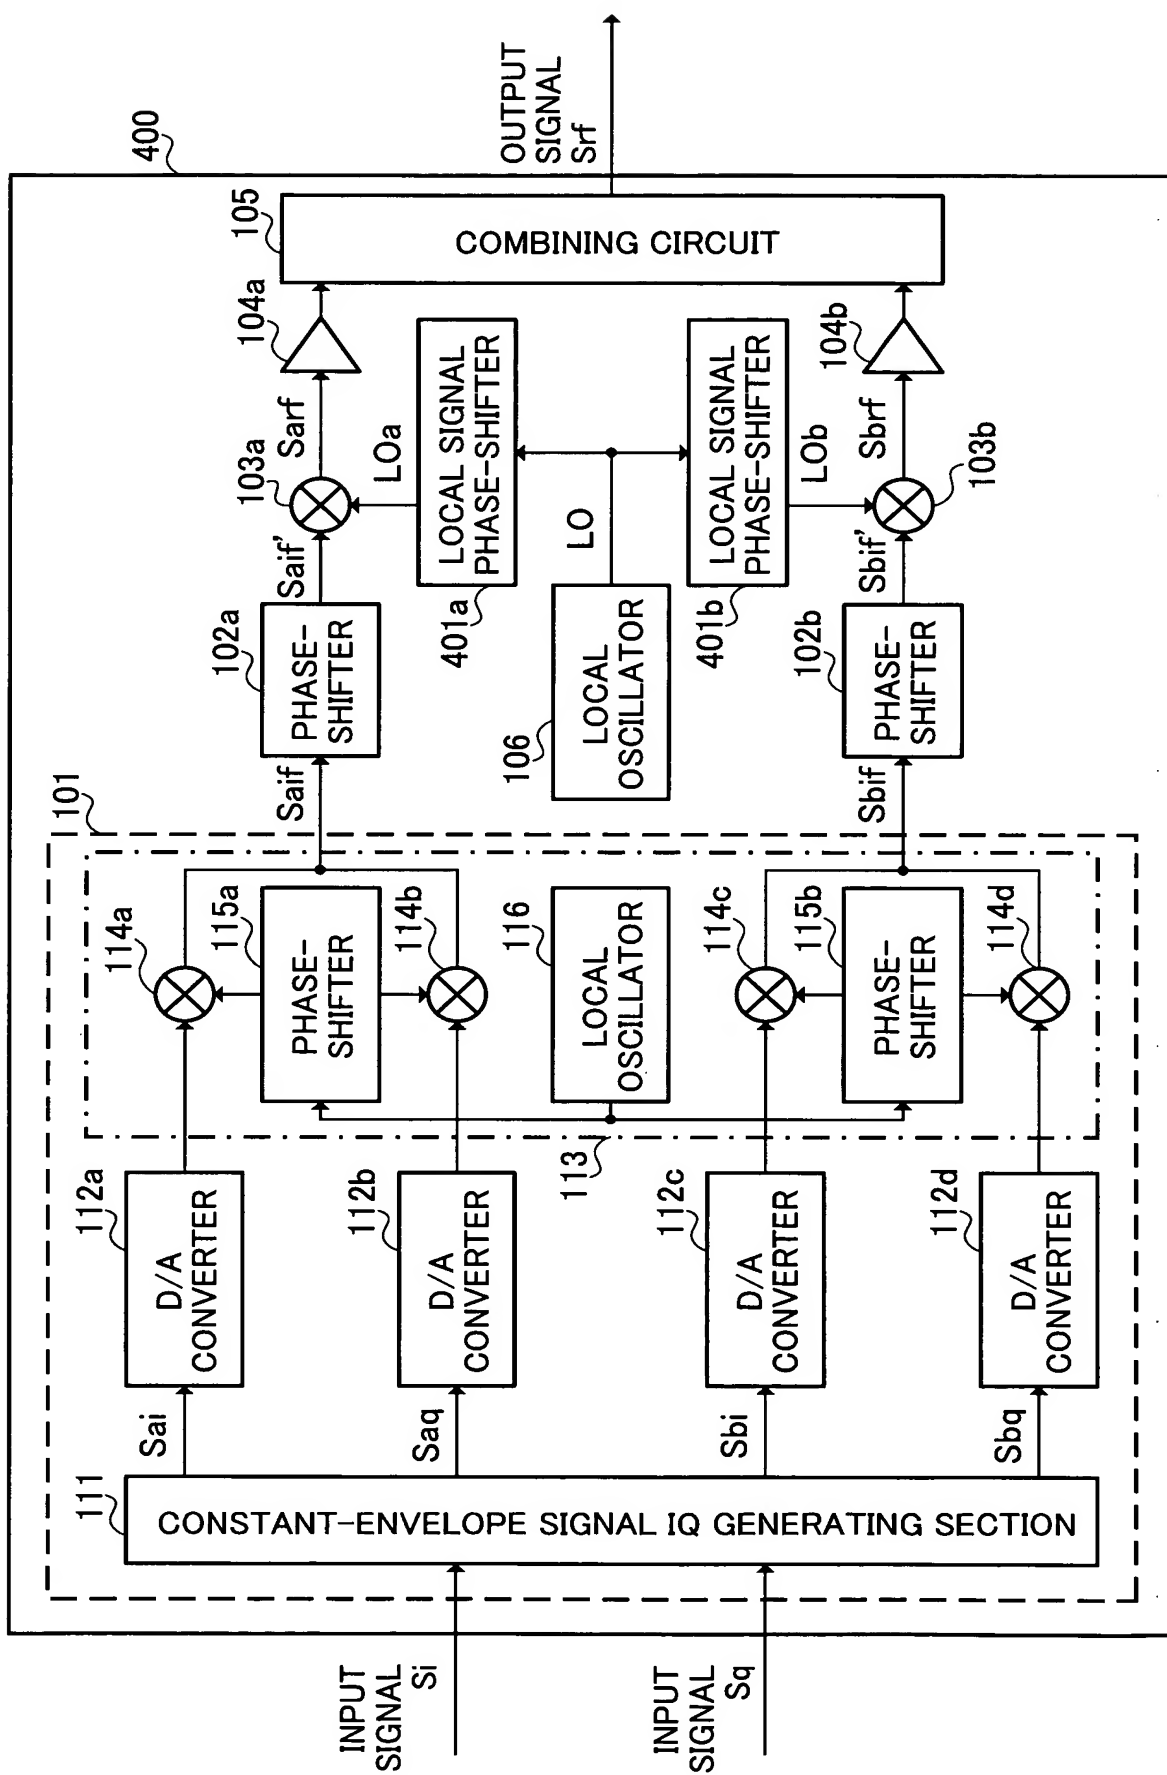 400
INPUT
SIGNAL
Si
INPUT
SIGNAL
Sq
111
CONSTANT-ENVELOPE SIGNAL IQ GENERATING SECTION
Sai
Saq
Sbi
Sbq
112a
D/A
CONVERTER
112b
D/A
CONVERTER
112c
D/A
CONVERTER
112d
D/A
CONVERTER
101
113
114a
115a
PHASE-
SHIFTER
114b
116
LOCAL
OSCILLATOR
114c
115b
PHASE-
SHIFTER
114d
Saif
Sbif
102a
PHASE-
SHIFTER
106
LOCAL
OSCILLATOR
102b
PHASE-
SHIFTER
Saif'
LO
Sbif'
103a
401a
LOCAL SIGNAL
PHASE-SHIFTER
LOa
401b
LOCAL SIGNAL
PHASE-SHIFTER
LOb
103b
Sarf
Sbrf
104a
104b
105
COMBINING CIRCUIT
OUTPUT
SIGNAL
Srf